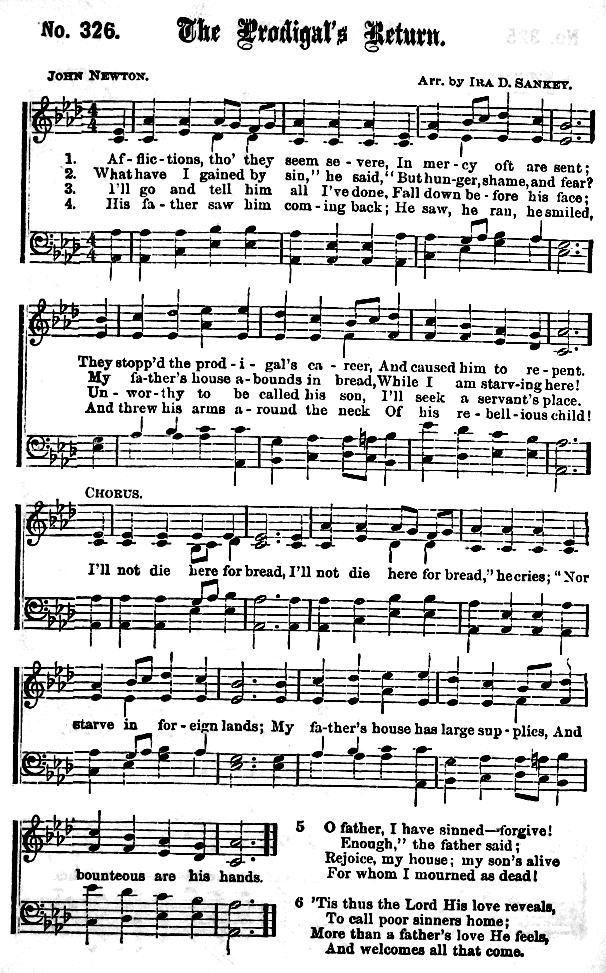 No. 326. The Prodigal's Return.
JOHN NEWTON. Arr. by IRA D. SANKEY.
1. Af-flic-tions, tho' they seem se-vere, In mer-cy oft are sent;
2. What have I gained by sin," he said, "But hun-ger, shame, and fear?
3. I'll go and tell him all I've done, Fall down be-fore his face;
4. His fa-ther saw him com-ing back; He saw, he ran, he smiled,
They stopp'd the prod-i-gal's ca-reer, And caused him to re-pent.
My fa-ther's house a-bounds in bread, While I am starv-ing here!
Un-wor-thy to be called his son, I'll seek a servant's place.
And threw his arms a-round the neck Of his re-bell-ious child!
CHORUS.
I'll not die here for bread, I'll not die here for bread," he cries; "Nor
starve in for-eign lands; My fa-ther's house has large sup-plies, And
bounteous are his hands.
5 O father, I have sinned—forgive!
Enough," the father said;
Rejoice, my house; my son's alive
For whom I mourned as dead!
6 'Tis thus the Lord His love reveals,
To call poor sinners home;
More than a father's love He feels,
And welcomes all that come.